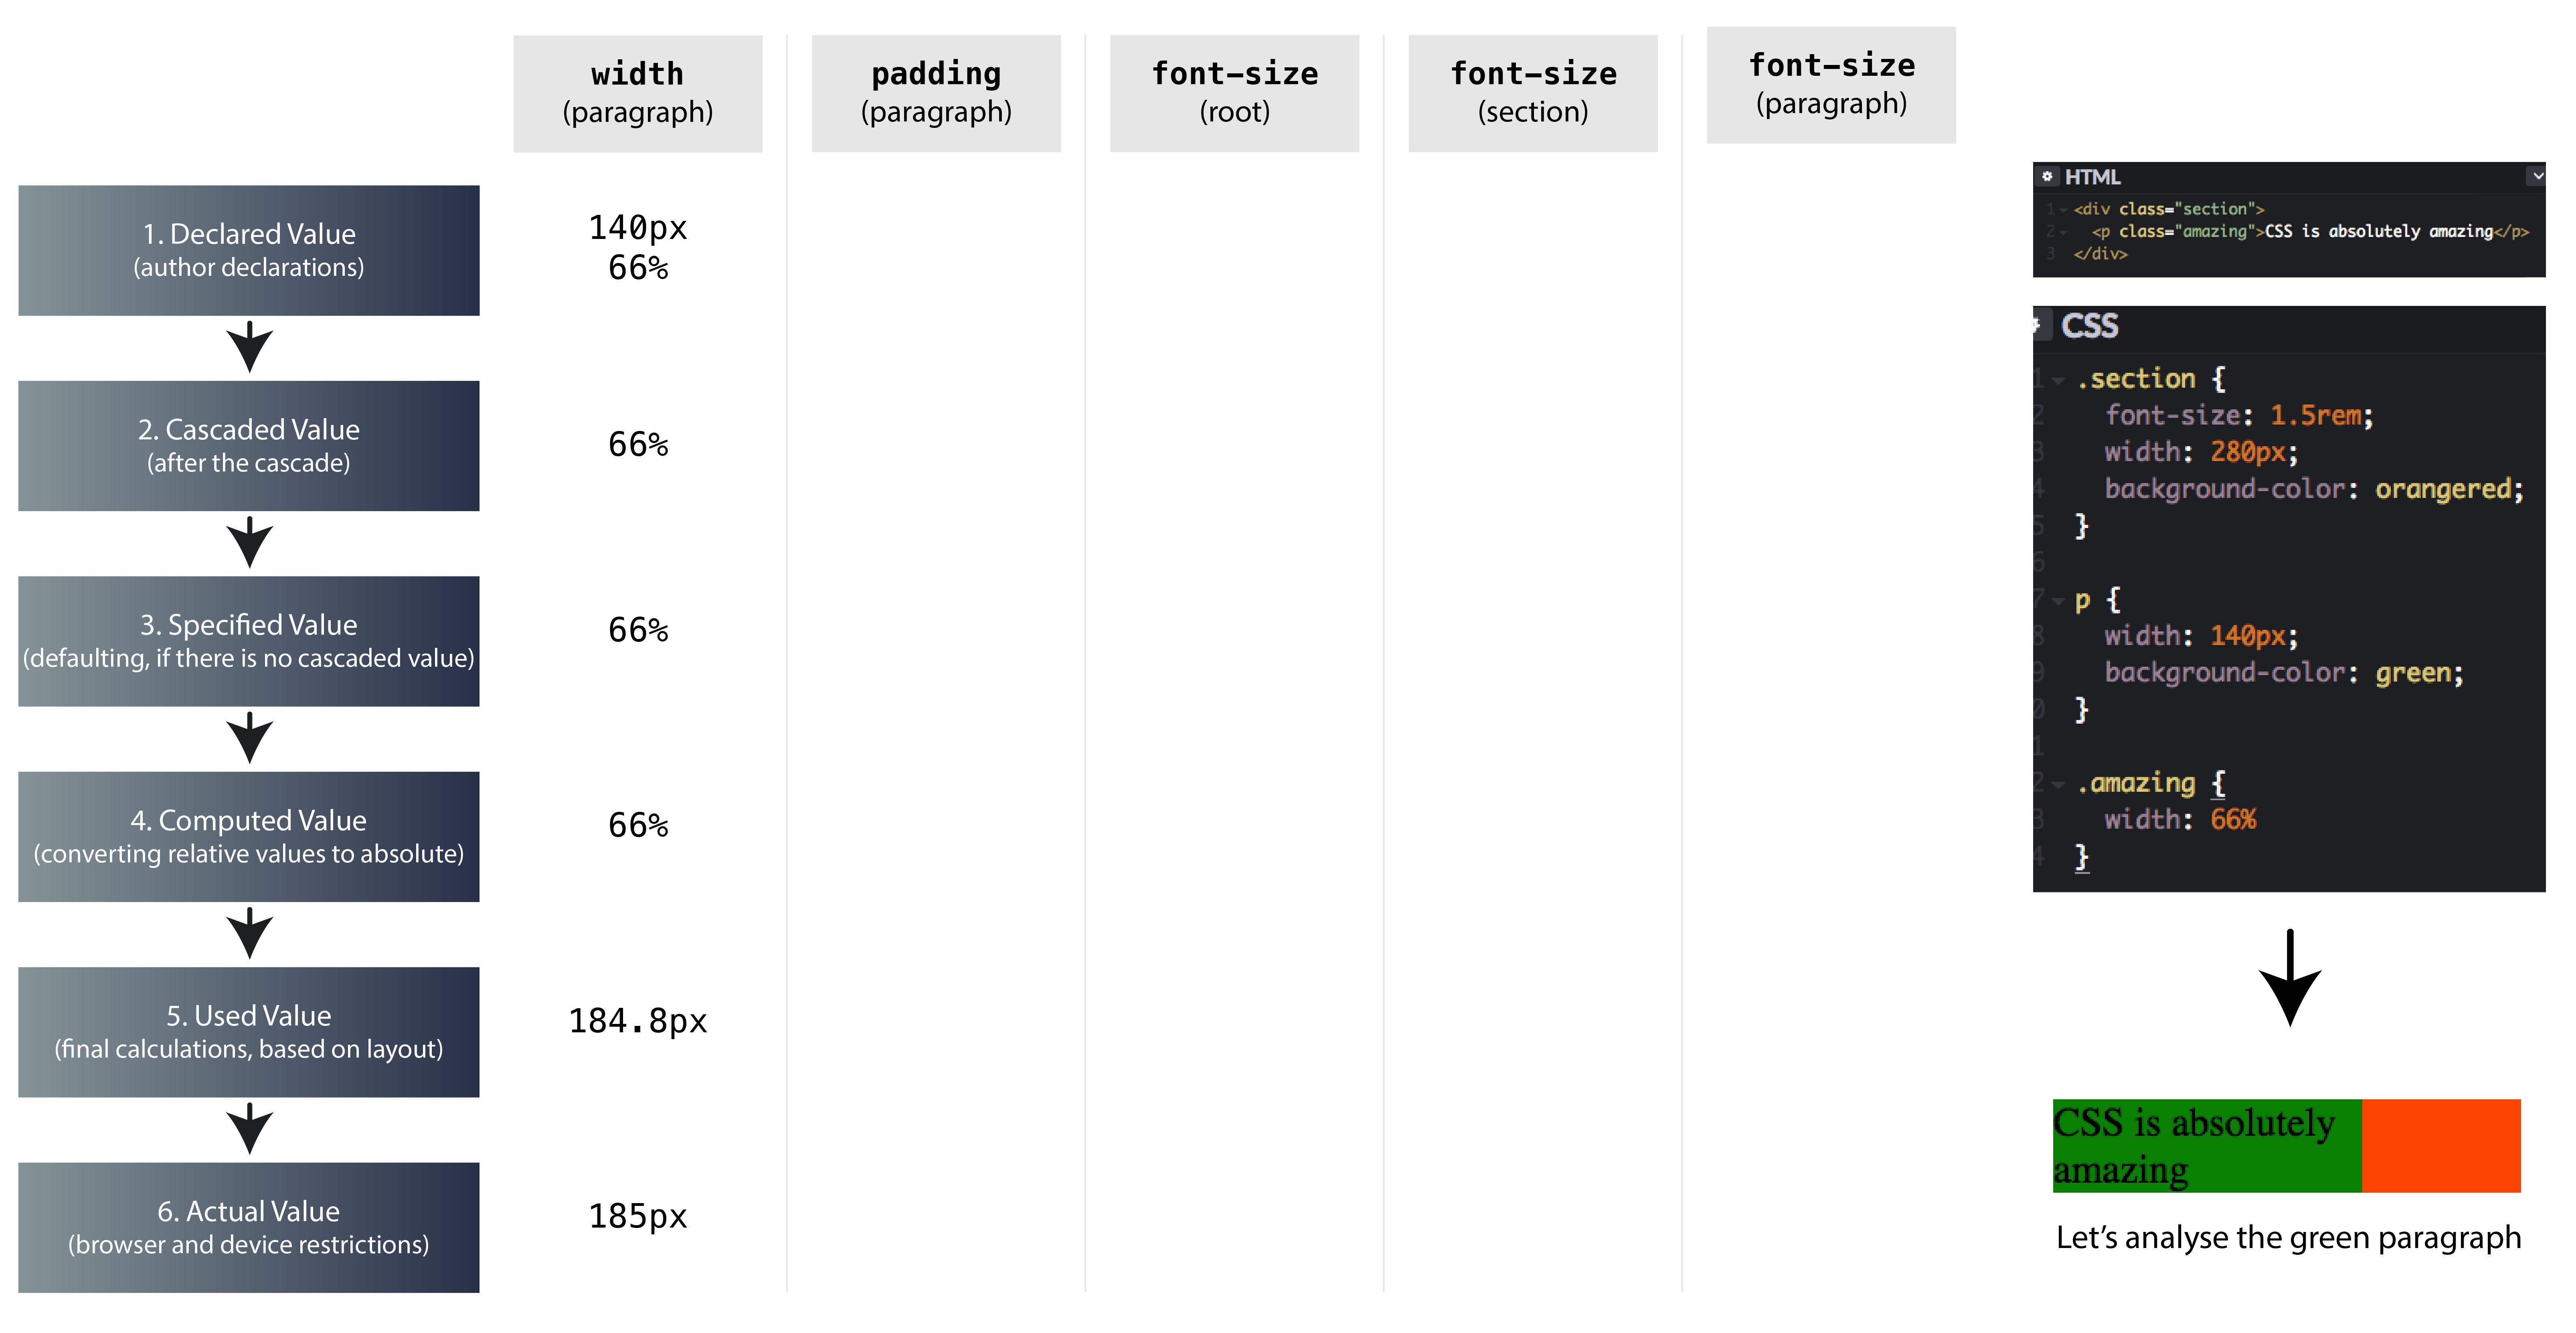 width
(paragraph)
padding
(paragraph)
font-size
(root)
font-size
(section)
font-size
(paragraph)
1. Declared Value
(author declarations)
140px
66%
2. Cascaded Value
(after the cascade)
66%
3. Specified Value
(defaulting, if there is no cascaded value)
66%
4. Computed Value
(converting relative values to absolute)
66%
5. Used Value
(final calculations, based on layout)
184.8px
6. Actual Value
(browser and device restrictions)
185px
HTML
1 <div class="section">
2 <p class="amazing">CSS is absolutely amazing</p>
3 </div>
CSS
1 .section {
2 font-size: 1.5rem;
3 width: 280px;
4 background-color: orangered;
5 }
6
7 p {
8 width: 140px;
9 background-color: green;
0 }
1
2 .amazing {
3 width: 66%
4 }
CSS is absolutely
amazing
Let's analyse the green paragraph